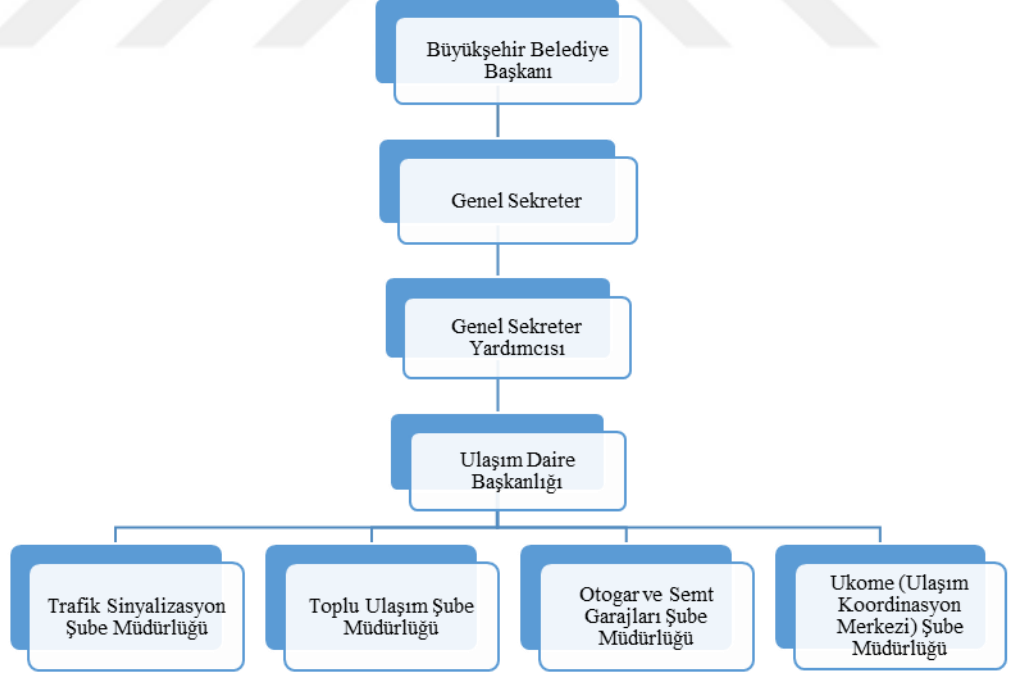 Büyükşehir Belediye
Başkanı
Genel Sekreter
Genel Sekreter
Yardımcısı
Ulaşım Daire
Başkanlığı
Trafik Sinyalizasyon
Şube Müdürlüğü
Toplu Ulaşım Şube
Müdürlüğü
Otogar ve Semt
Garajları Şube
Müdürlüğü
Ukome (Ulaşım
Koordinasyon
Merkezi) Şube
Müdürlüğü